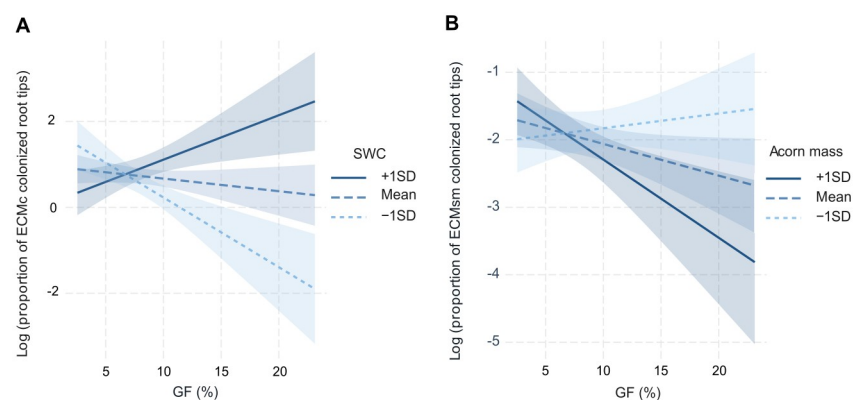 A
Log (proportion of ECMc colonized root tips)
2
0
-2
5 10 15 20
GF (%)
SWC
+1SD
Mean
−1SD
B
Log (proportion of ECMsm colonized root tips)
-1
-2
-3
-4
-5
5 10 15 20
GF (%)
Acorn mass
+1SD
Mean
−1SD